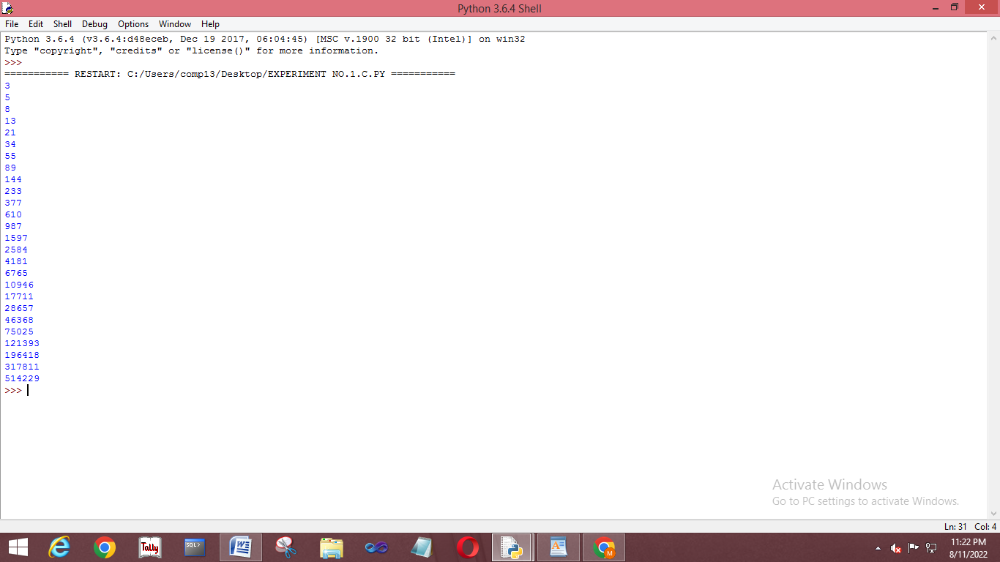 Python 3.6.4 Shell
File Edit Shell Debug Options Window Help
Python 3.6.4 (v3.6.4:d48eceb, Dec 19 2017, 06:04:45) [MSC v.1900 32 bit (Intel)] on win32
Type "copyright", "credits" or "license()" for more information.
>>>
=========== RESTART: C:/Users/comp13/Desktop/EXPERIMENT NO.1.C.PY ===========
3
5
8
13
21
34
55
89
144
233
377
610
987
1597
2584
4181
6765
10946
17711
28657
46368
75025
121393
196418
317811
514229
>>>
Activate Windows
Go to PC settings to activate Windows.
Ln: 31 Col: 4
Tally
SQL>
M
11:22 PM
8/11/2022